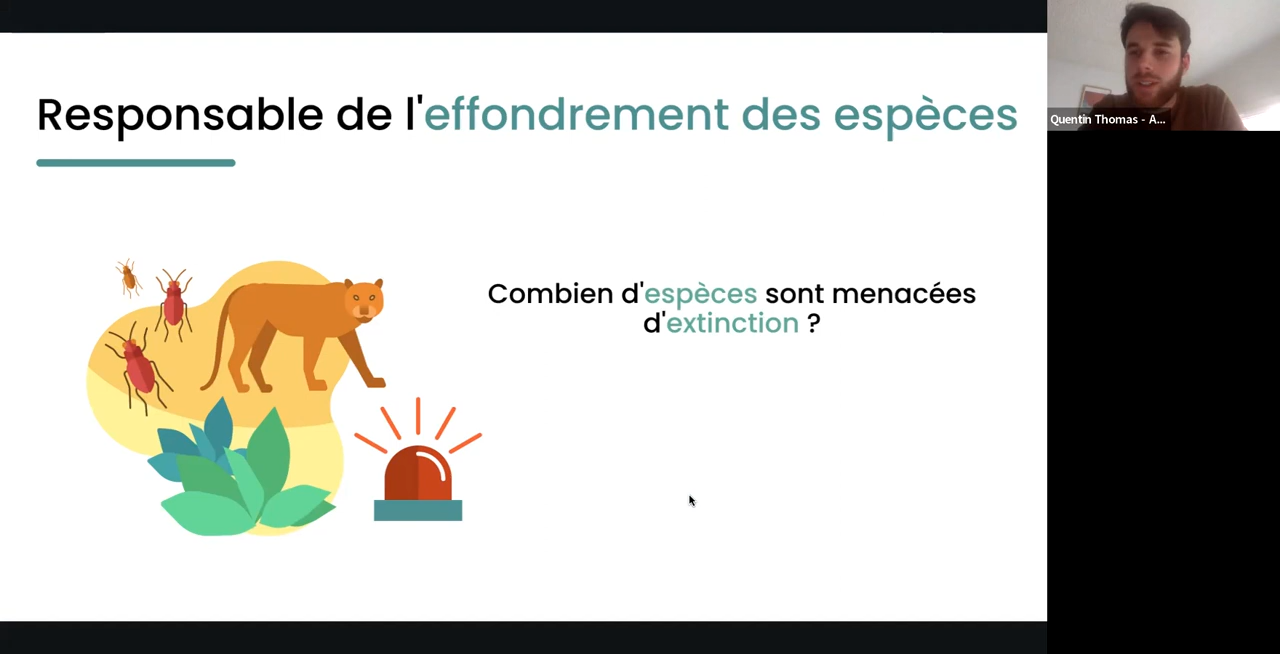 Responsable de l'effondrement des espèces
Combien d'espèces sont menacées
d'extinction ?
Quentin Thomas - A...